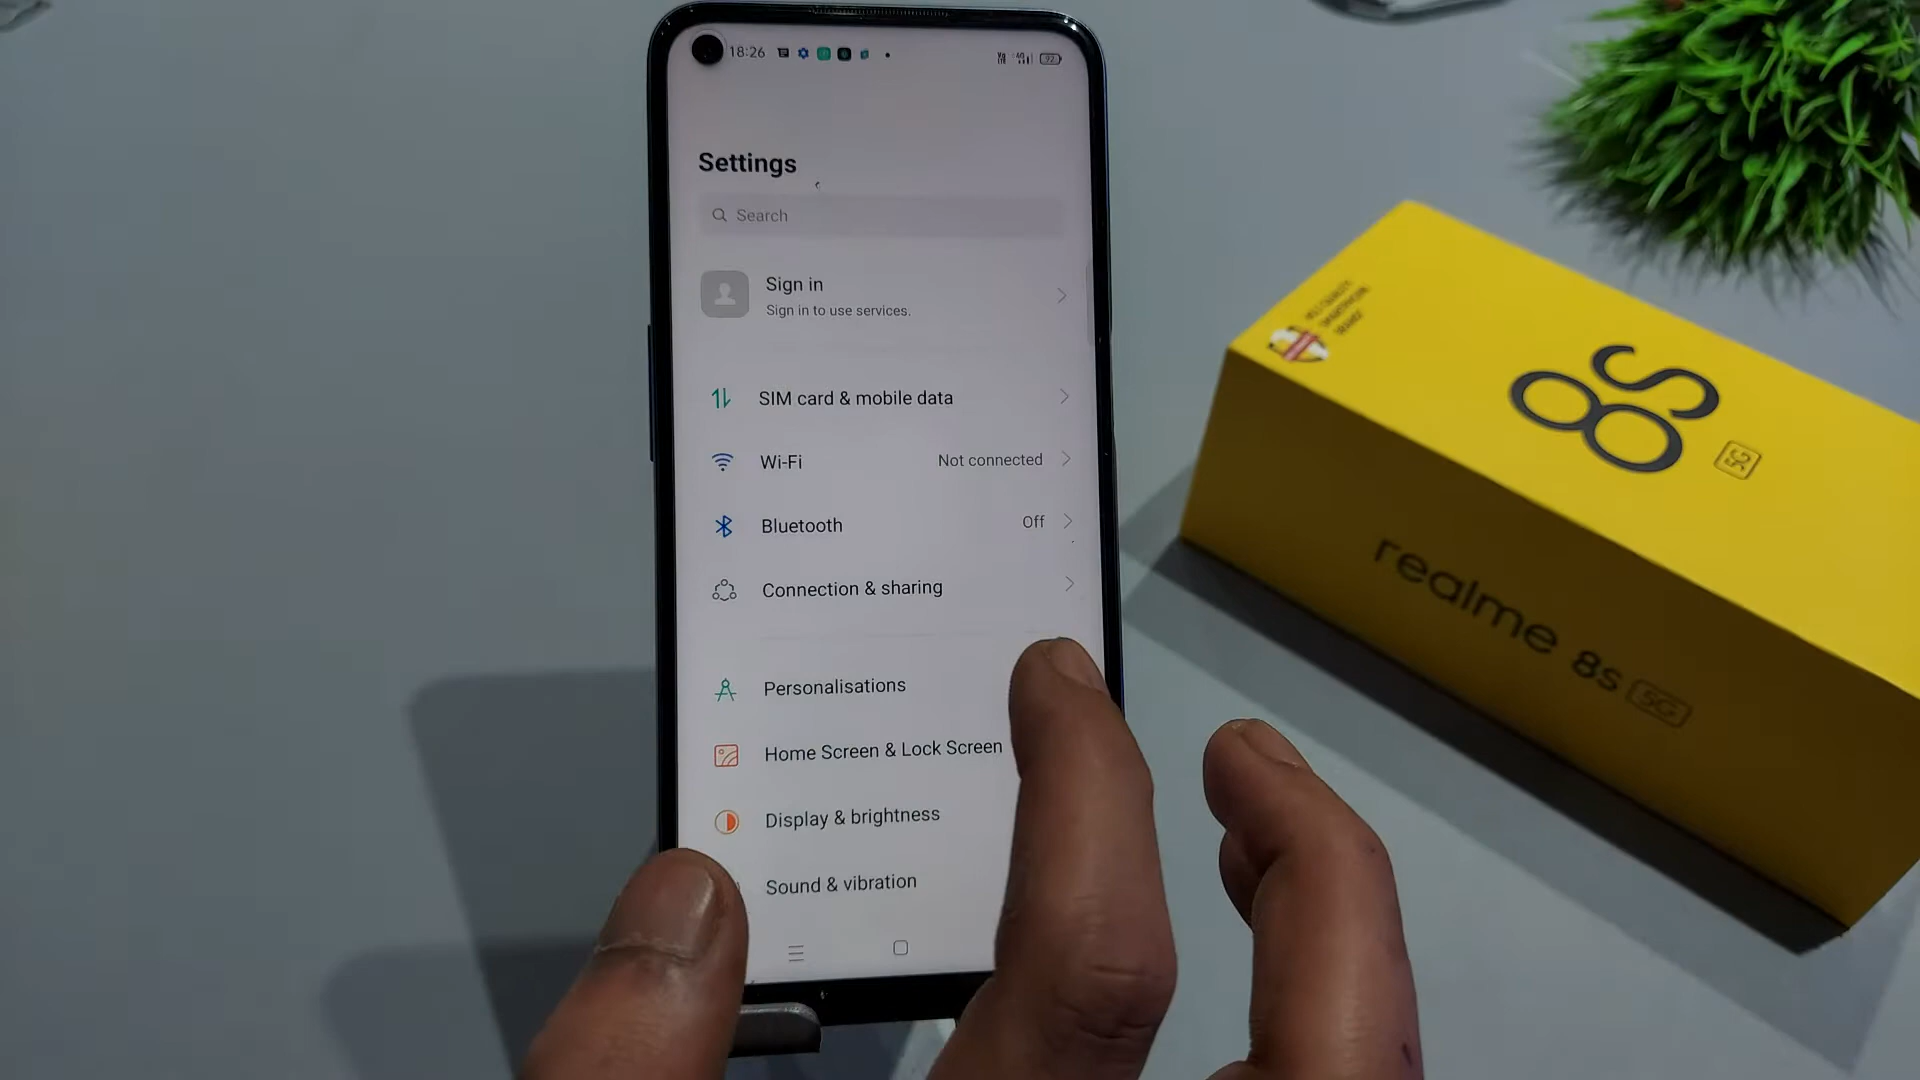 18:26
Settings
Search
Sign in
Sign in to use services.
SIM card & mobile data
Wi-Fi Not connected
Bluetooth Off
Connection & sharing
Personalisations
Home Screen & Lock Screen
Display & brightness
Sound & vibration
8s
5G
realme 8s 5G